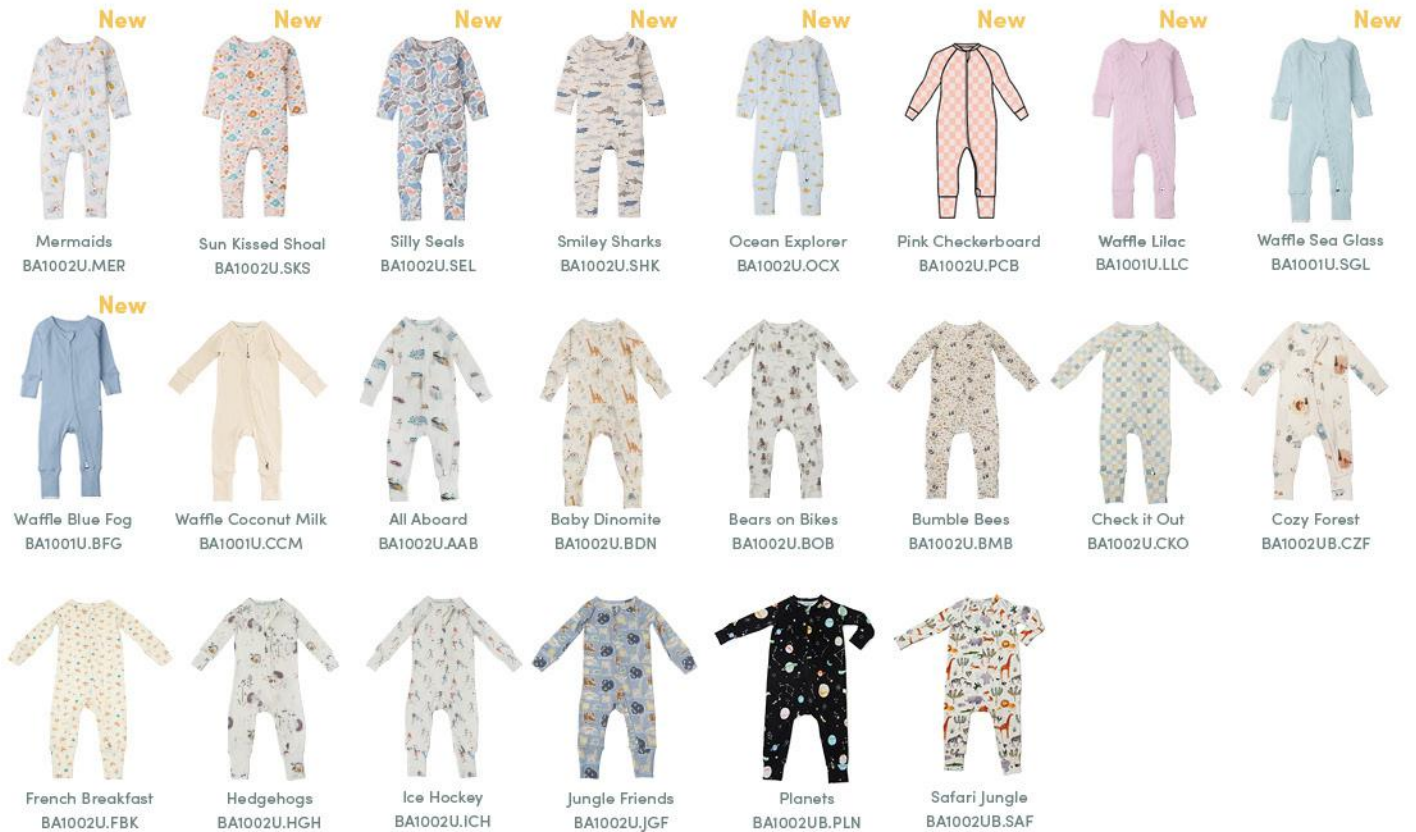 New New New New New New New New
Mermaids
BA1002U.MER
Sun Kissed Shoal
BA1002U.SKS
Silly Seals
BA1002U.SEL
Smiley Sharks
BA1002U.SHK
Ocean Explorer
BA1002U.OCX
Pink Checkerboard
BA1002U.PCB
Waffle Lilac
BA1001U.LLC
Waffle Sea Glass
BA1001U.SGL
New
Waffle Blue Fog
BA1001U.BFG
Waffle Coconut Milk
BA1001U.CCM
All Aboard
BA1002U.AAB
Baby Dinomite
BA1002U.BDN
Bears on Bikes
BA1002U.BOB
Bumble Bees
BA1002U.BMB
Check it Out
BA1002U.CKO
Cozy Forest
BA1002UB.CZF
French Breakfast
BA1002U.FBK
Hedgehogs
BA1002U.HGH
Ice Hockey
BA1002U.ICH
Jungle Friends
BA1002U.JGF
Planets
BA1002UB.PLN
Safari Jungle
BA1002UB.SAF